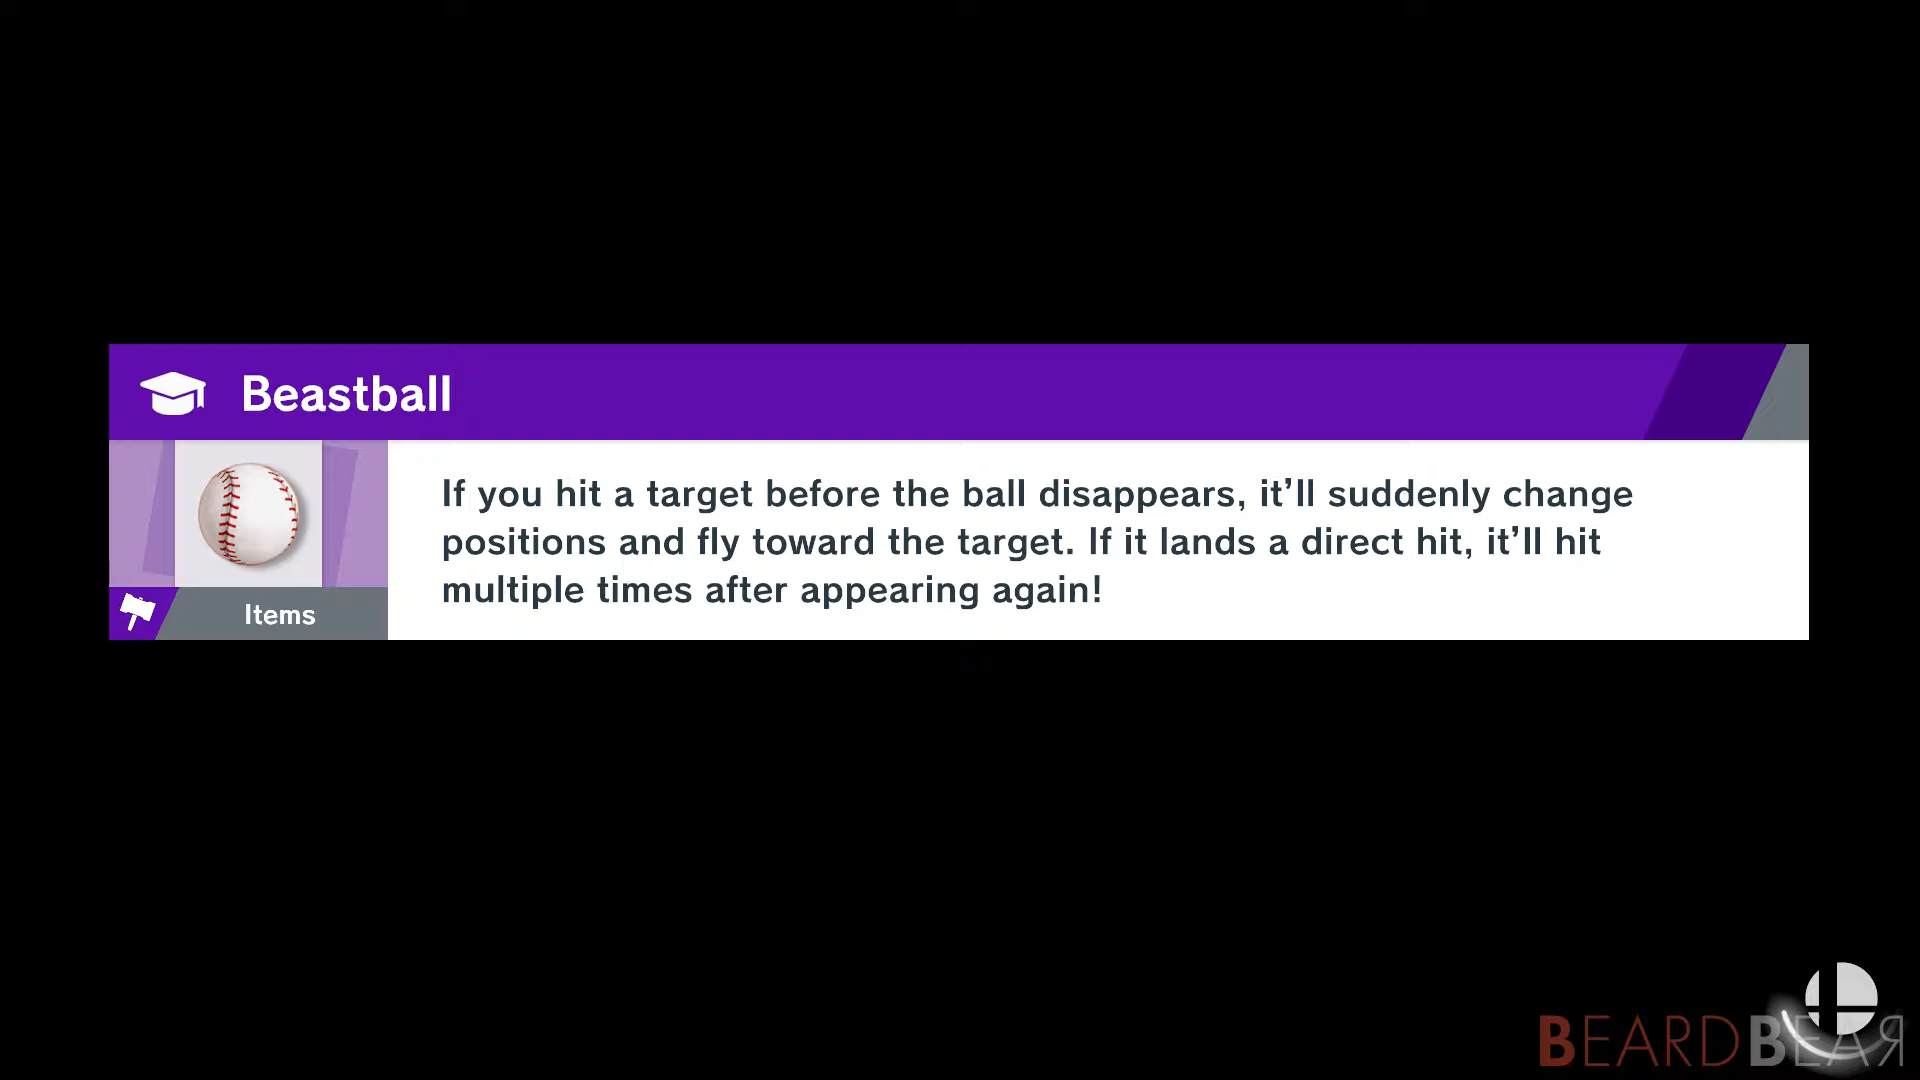 Beastball
If you hit a target before the ball disappears, it’ll suddenly change
positions and fly toward the target. If it lands a direct hit, it’ll hit
multiple times after appearing again!
Items
BEARDBEAR